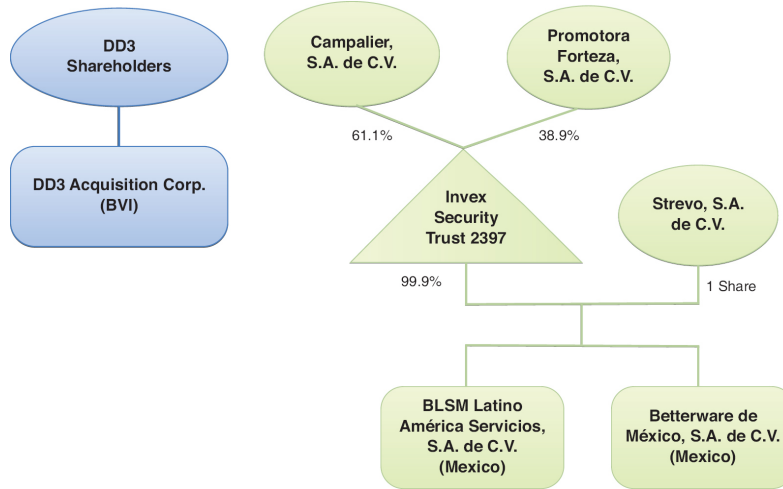 DD3
Shareholders
Campalier,
S.A. de C.V.
Promotora
Forteza,
S.A. de C.V.
61.1%
38.9%
DD3 Acquisition Corp.
(BVI)
Invex
Security
Trust 2397
Strevo, S.A.
de C.V.
99.9%
1 Share
BLSM Latino
América Servicios,
S.A. de C.V.
(Mexico)
Betterware de
México, S.A. de C.V.
(Mexico)